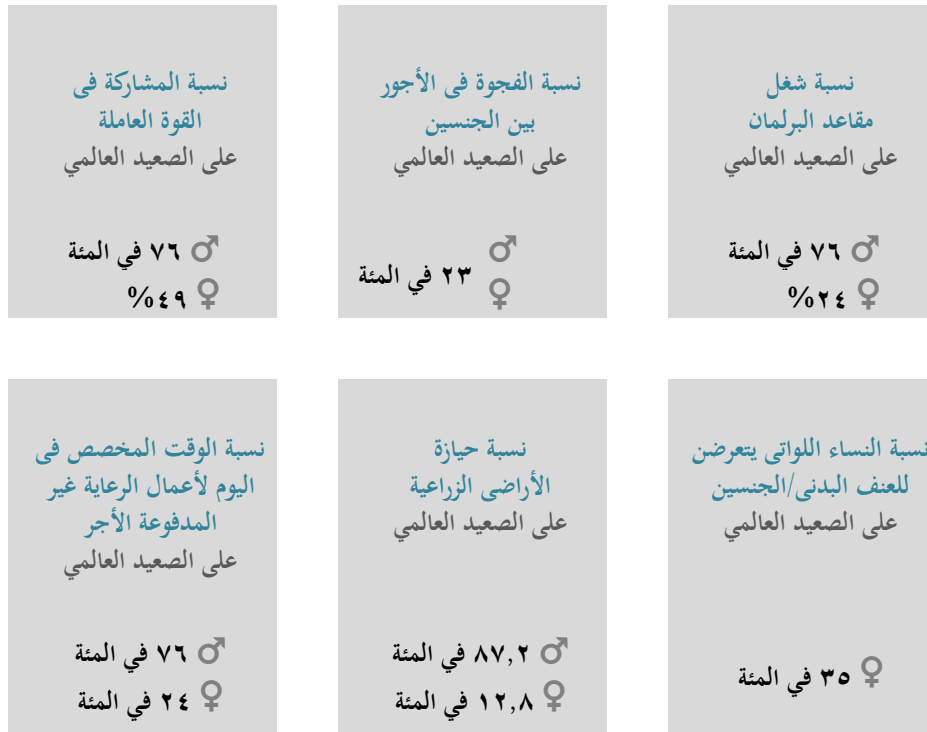 نسبة شغل
مقاعد البرلمان
على الصعيد العالمي
♂ ٧٦ في المئة
♀ ٢٤%
نسبة الفجوة فى الأجور
بين الجنسين
على الصعيد العالمي
♂
♀
٢٣ في المئة
نسبة المشاركة فى
القوة العاملة
على الصعيد العالمي
♂ ٧٦ في المئة
♀ ٤٩%
نسبة النساء اللواتى يتعرضن
للعنف البدنى/الجنسين
على الصعيد العالمي
♀ ٣٥ في المئة
نسبة حيازة
الأراضى الزراعية
على الصعيد العالمي
♂ ٨٧,٢ في المئة
♀ ١٢,٨ في المئة
نسبة الوقت المخصص فى
اليوم لأعمال الرعاية غير
المدفوعة الأجر
على الصعيد العالمي
♂ ٧٦ في المئة
♀ ٢٤ في المئة